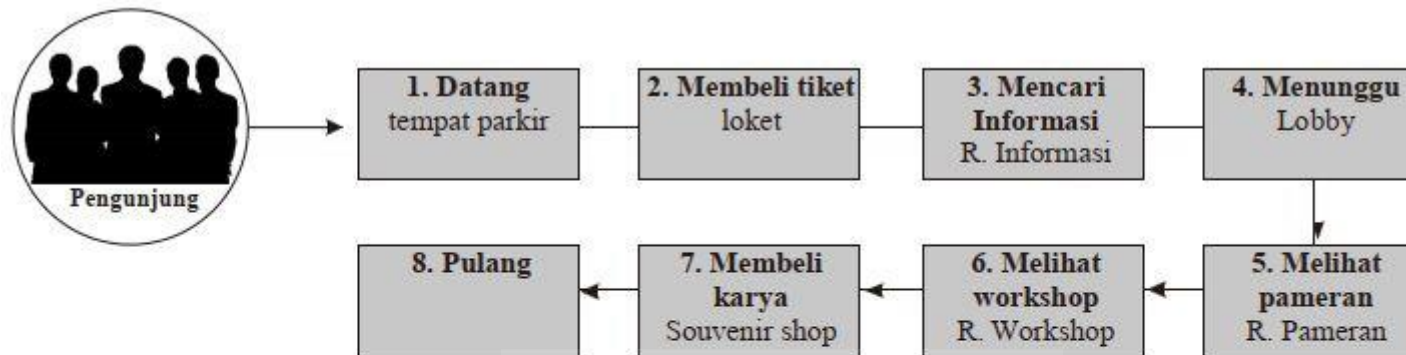 Pengunjung
1. Datang
tempat parkir
2. Membeli tiket
loket
3. Mencari
Informasi
R. Informasi
4. Menunggu
Lobby
5. Melihat
pameran
R. Pameran
6. Melihat
workshop
R. Workshop
7. Membeli
karya
Souvenir shop
8. Pulang